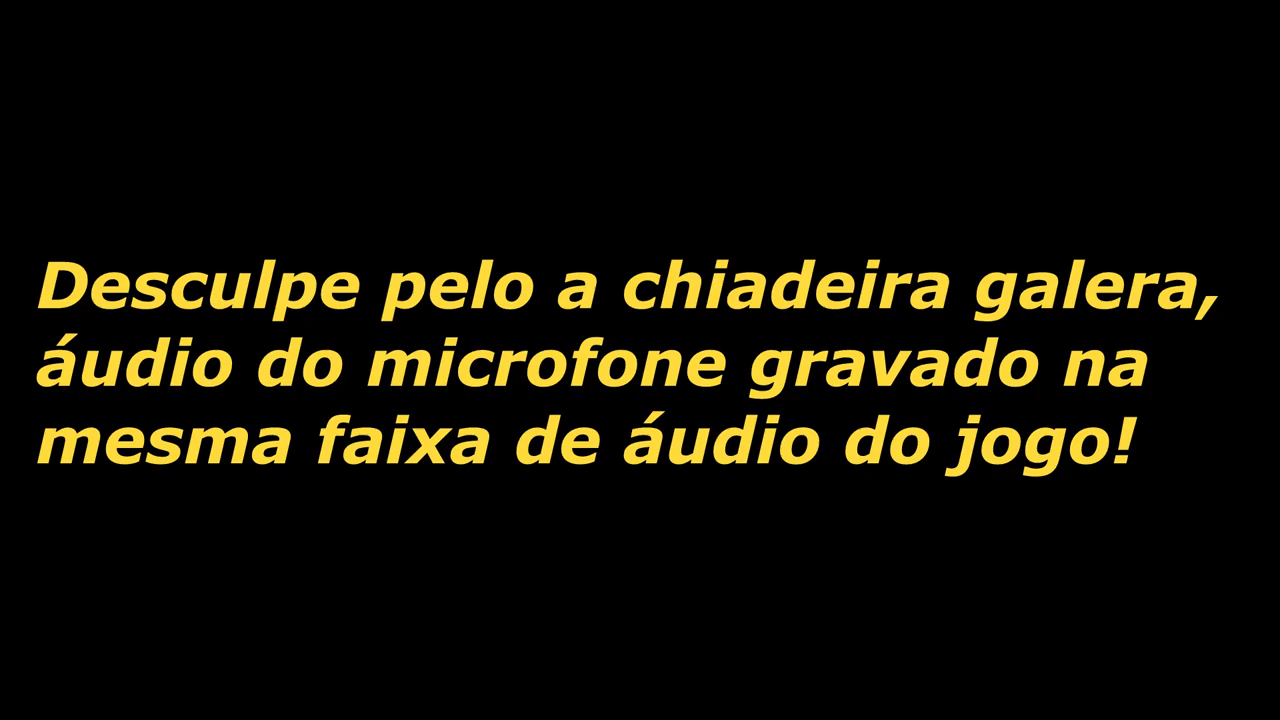 Desculpe pelo a chiadeira galera,
áudio do microfone gravado na
mesma faixa de áudio do jogo!